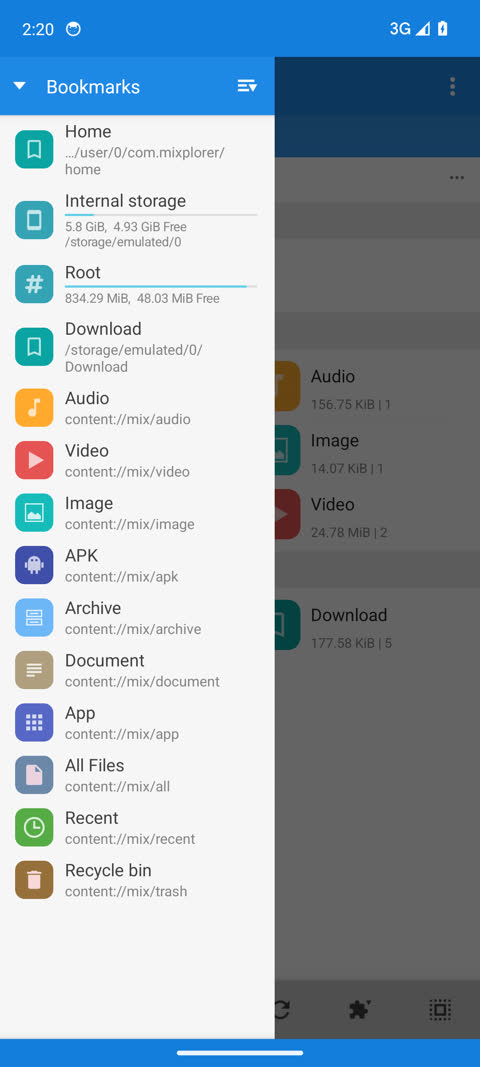 2:20
3G
Bookmarks
Home
.../user/0/com.mixplorer/
home
Internal storage
5.8 GiB,  4.93 GiB Free
/storage/emulated/0
Root
834.29 MiB,  48.03 MiB Free
Download
/storage/emulated/0/
Download
Audio
content://mix/audio
Video
content://mix/video
Image
content://mix/image
APK
content://mix/apk
Archive
content://mix/archive
Document
content://mix/document
App
content://mix/app
All Files
content://mix/all
Recent
content://mix/recent
Recycle bin
content://mix/trash
Audio
156.75 KiB | 1
Image
14.07 KiB | 1
Video
24.78 MiB | 2
Download
177.58 KiB | 5